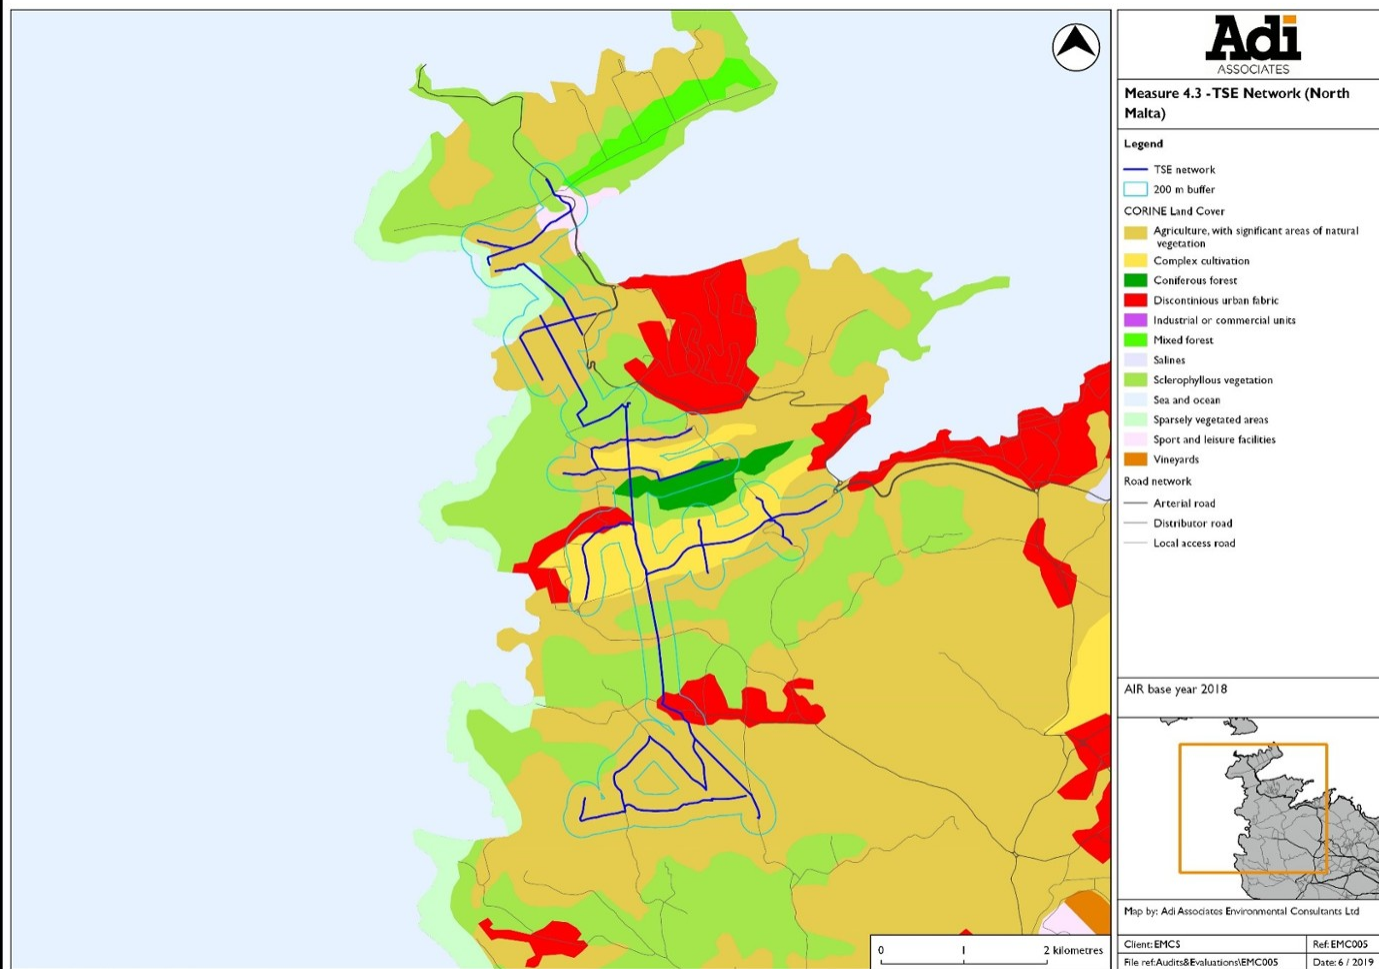 Adi
ASSOCIATES
Measure 4.3 - TSE Network (North
Malta)
Legend
TSE network
200 m buffer
CORINE Land Cover
Agriculture, with significant areas of natural
vegetation
Complex cultivation
Coniferous forest
Discontinious urban fabric
Industrial or commercial units
Mixed forest
Salines
Sclerophyllous vegetation
Sea and ocean
Sparsely vegetated areas
Sport and leisure facilities
Vineyards
Road network
Arterial road
Distributor road
Local access road
AIR base year 2018
Map by: Adi Associates Environmental Consultants Ltd
Client: EMCS
Ref: EMC005
File ref:Audits&Evaluations\EMC005
Date: 6 / 2019
0 1 2 kilometres